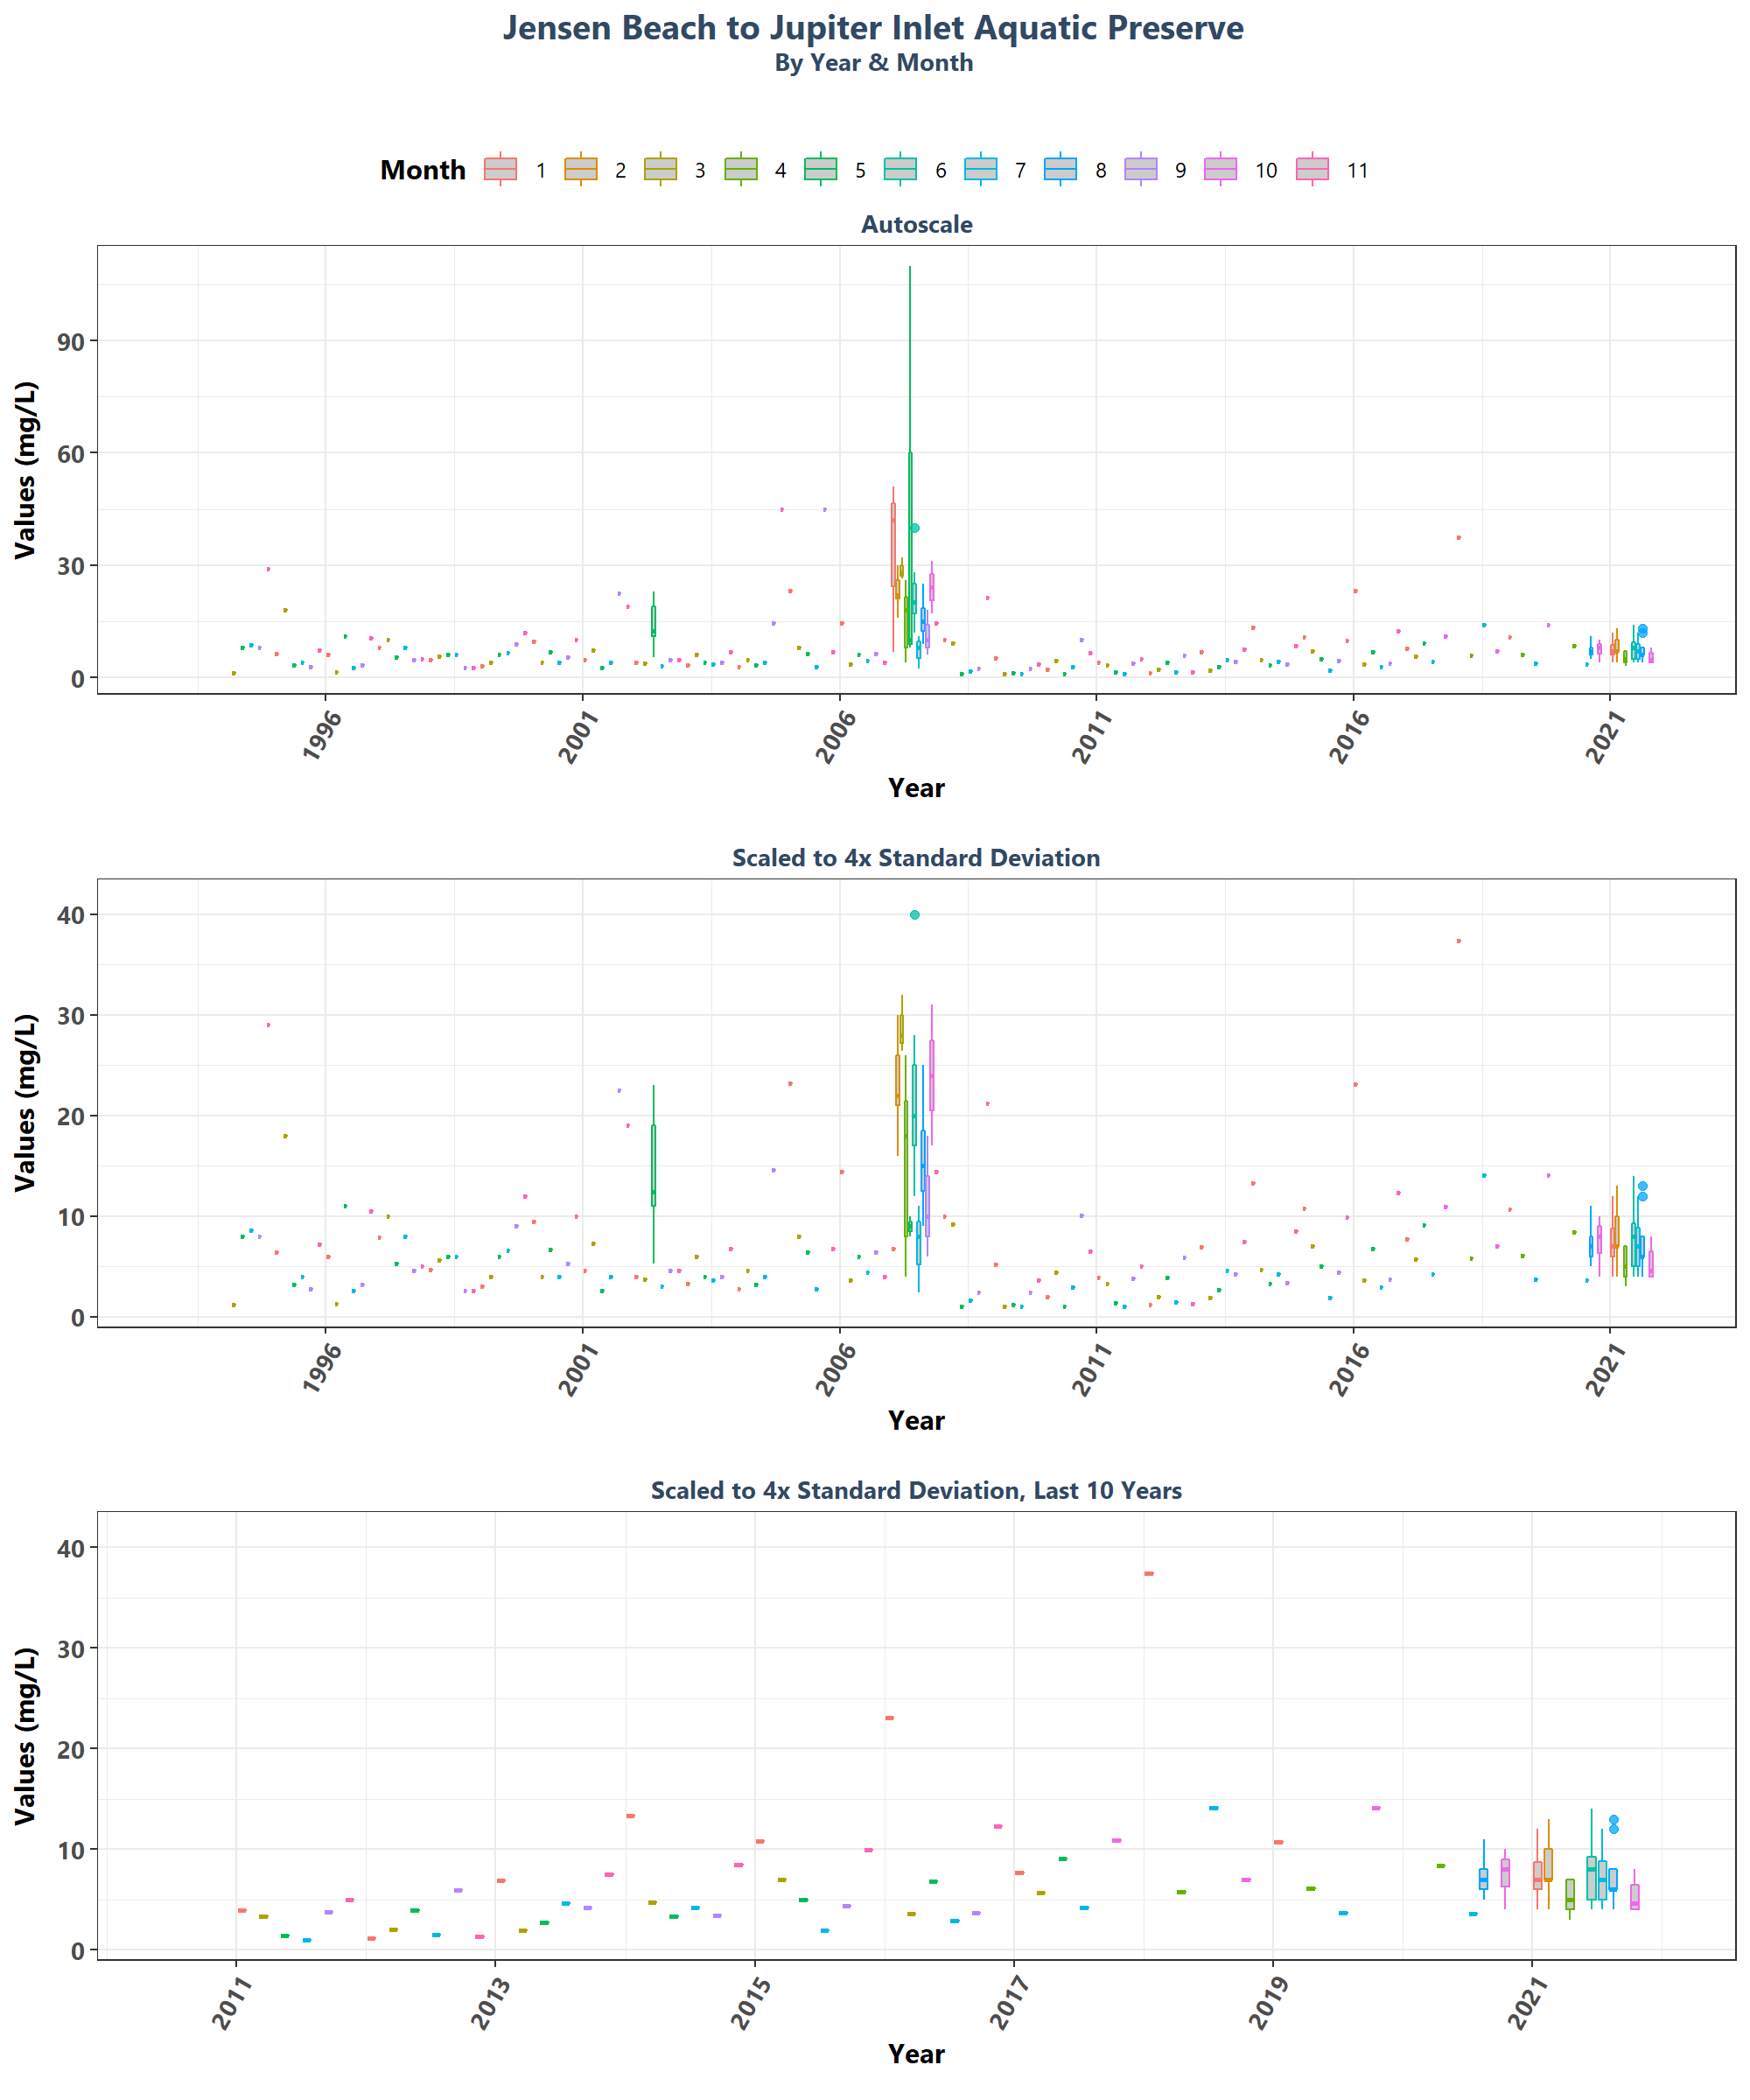 Jensen Beach to Jupiter Inlet Aquatic Preserve
By Year & Month
Month 1 2 3 4 5 6 7 8 9 10 11
Autoscale
Values (mg/L)
90
60
30
0
1996 2001 2006 2011 2016 2021
Year
Scaled to 4x Standard Deviation
Values (mg/L)
40
30
20
10
0
1996 2001 2006 2011 2016 2021
Year
Scaled to 4x Standard Deviation, Last 10 Years
Values (mg/L)
40
30
20
10
0
2011 2013 2015 2017 2019 2021
Year